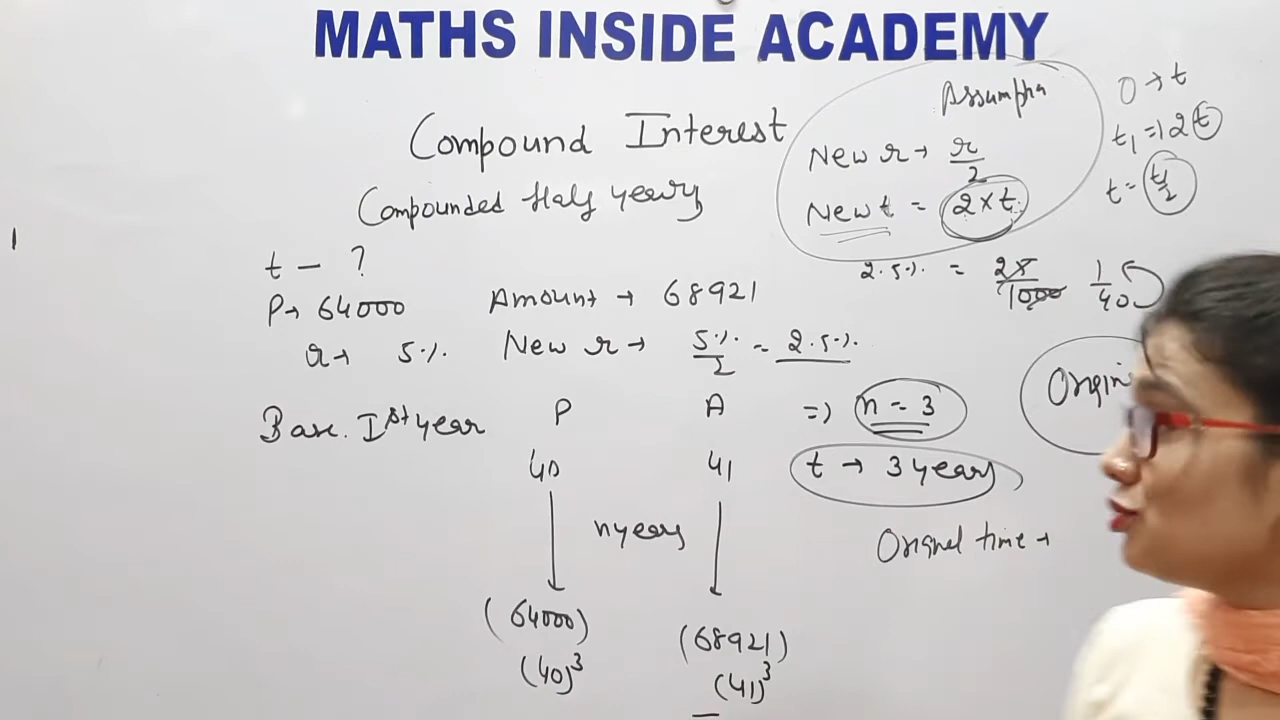 MATHS INSIDE ACADEMY
Compound Interest
Compounded Half yearly
t - ?
P → 64000 Amount → 68921
r → 5% New r → 5%/2 = 2.5%
Base. Ist year P A
40 41
n years
(64000) (68921)
(40)³ (41)³
New r → r/2
New t = 2×t
0 → t
t₁ => 2t
t = t₁/2
2.5% = 25/1000 1/40
=> n = 3
t → 3 years
Original time →